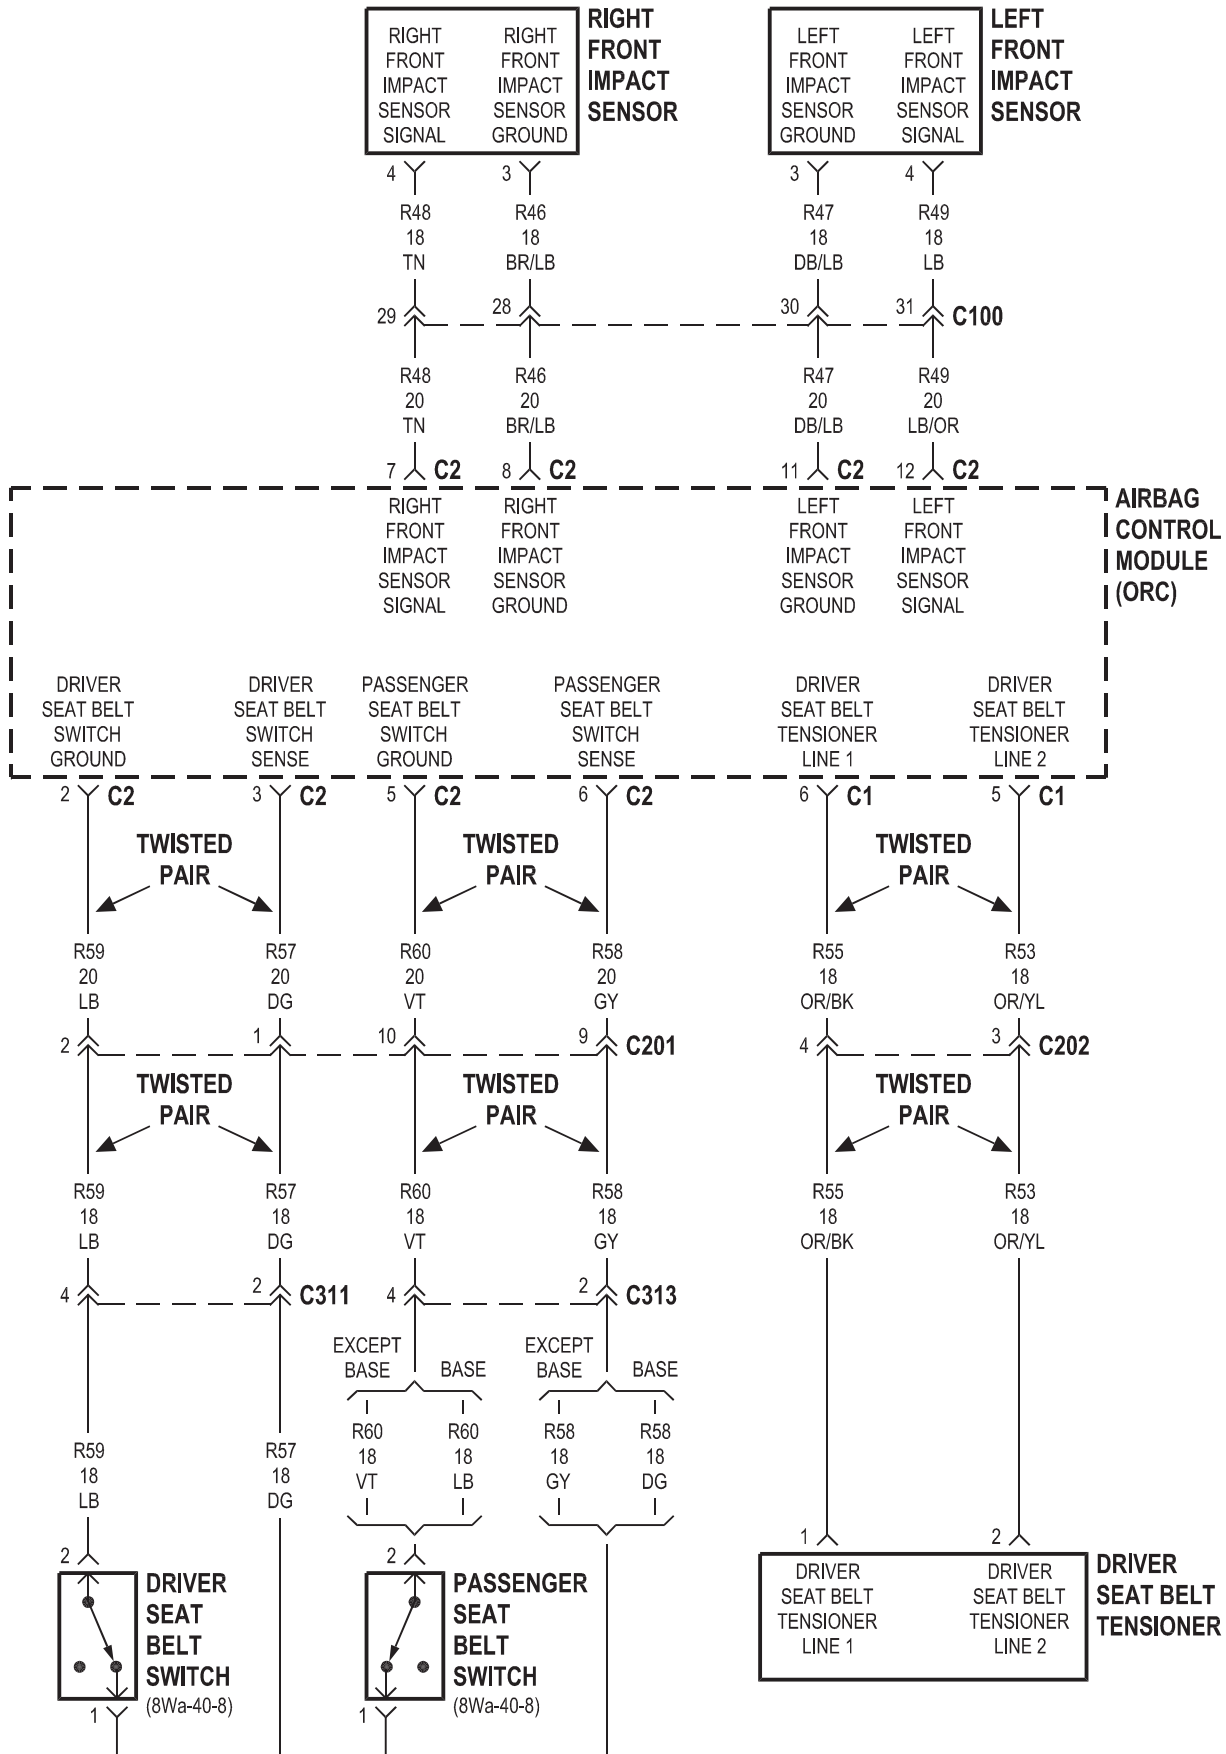 RIGHT
FRONT
IMPACT
SENSOR
SIGNAL
RIGHT
FRONT
IMPACT
SENSOR
GROUND
RIGHT
FRONT
IMPACT
SENSOR
LEFT
FRONT
IMPACT
SENSOR
GROUND
LEFT
FRONT
IMPACT
SENSOR
SIGNAL
LEFT
FRONT
IMPACT
SENSOR
4
3
3
4
R48
18
TN
R46
18
BR/LB
R47
18
DB/LB
R49
18
LB
29
28
30
31
C100
R48
20
TN
R46
20
BR/LB
R47
20
DB/LB
R49
20
LB/OR
7 C2
8 C2
11 C2
12 C2
RIGHT
FRONT
IMPACT
SENSOR
SIGNAL
RIGHT
FRONT
IMPACT
SENSOR
GROUND
LEFT
FRONT
IMPACT
SENSOR
GROUND
LEFT
FRONT
IMPACT
SENSOR
SIGNAL
AIRBAG
CONTROL
MODULE
(ORC)
DRIVER
SEAT BELT
SWITCH
GROUND
DRIVER
SEAT BELT
SWITCH
SENSE
PASSENGER
SEAT BELT
SWITCH
GROUND
PASSENGER
SEAT BELT
SWITCH
SENSE
DRIVER
SEAT BELT
TENSIONER
LINE 1
DRIVER
SEAT BELT
TENSIONER
LINE 2
2 C2
3 C2
5 C2
6 C2
6 C1
5 C1
TWISTED
PAIR
TWISTED
PAIR
TWISTED
PAIR
R59
20
LB
R57
20
DG
R60
20
VT
R58
20
GY
R55
18
OR/BK
R53
18
OR/YL
2
1
10
9
C201
4
3
C202
TWISTED
PAIR
TWISTED
PAIR
TWISTED
PAIR
R59
18
LB
R57
18
DG
R60
18
VT
R58
18
GY
R55
18
OR/BK
R53
18
OR/YL
4
2
C311
4
2
C313
EXCEPT
BASE
BASE
EXCEPT
BASE
BASE
R60
18
VT
R60
18
LB
R58
18
GY
R58
18
DG
R59
18
LB
R57
18
DG
2
2
1
2
DRIVER
SEAT
BELT
SWITCH
(8Wa-40-8)
PASSENGER
SEAT
BELT
SWITCH
(8Wa-40-8)
DRIVER
SEAT BELT
TENSIONER
LINE 1
DRIVER
SEAT BELT
TENSIONER
LINE 2
DRIVER
SEAT BELT
TENSIONER
1
1